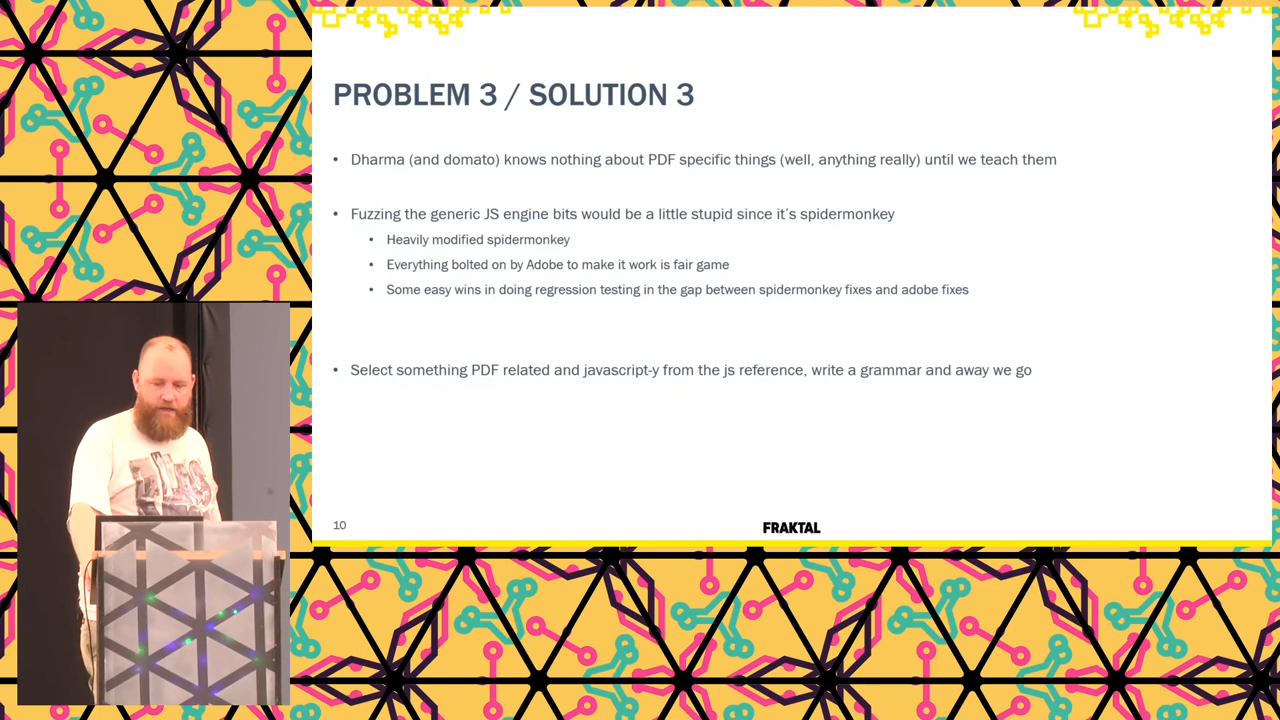 PROBLEM 3 / SOLUTION 3
• Dharma (and domato) knows nothing about PDF specific things (well, anything really) until we teach them
• Fuzzing the generic JS engine bits would be a little stupid since it's spidermonkey
• Heavily modified spidermonkey
• Everything bolted on by Adobe to make it work is fair game
• Some easy wins in doing regression testing in the gap between spidermonkey fixes and adobe fixes
• Select something PDF related and javascript-y from the js reference, write a grammar and away we go
10
FRAKTAL